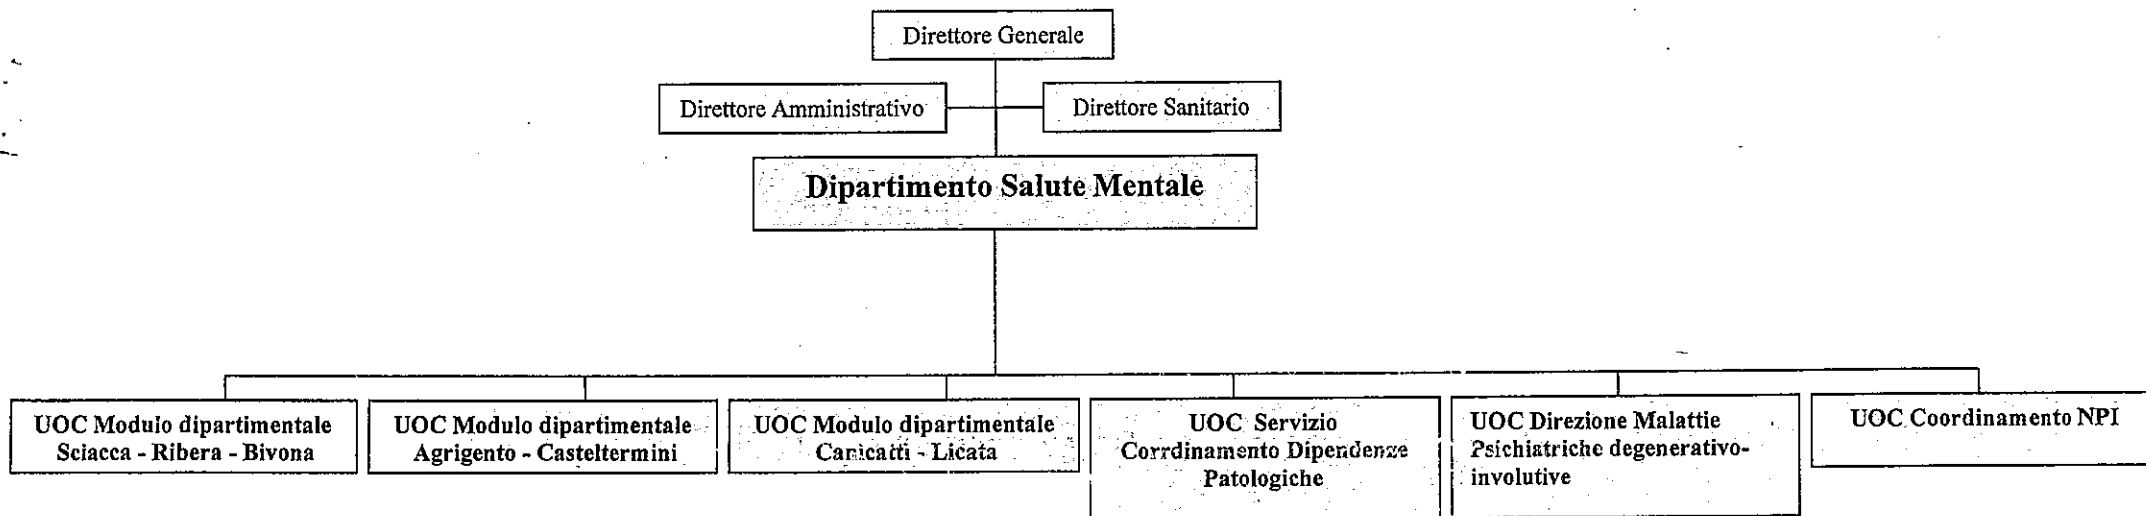 Direttore Generale
Direttore Amministrativo
Direttore Sanitario
Dipartimento Salute Mentale
UOC Modulo dipartimentale
Sciacca - Ribera - Bivona
UOC Modulo dipartimentale
Agrigento - Casteltermini
UOC Modulo dipartimentale
Canicatti - Licata
UOC Servizio
Corrdinamento Dipendenze
Patologiche
UOC Direzione Malattie
Psichiatriche degenerativo-
involutive
UOC Coordinamento NPI